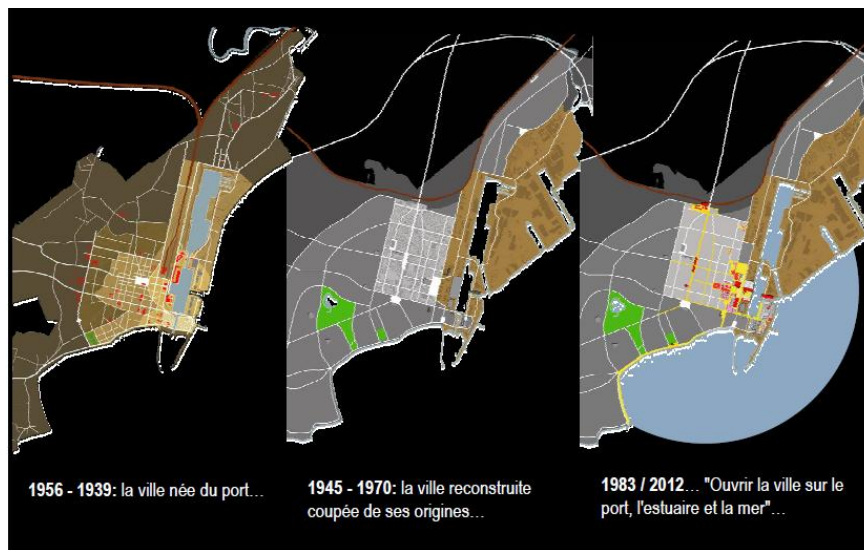 1956 - 1939: la ville née du port…
1945 - 1970: la ville reconstruite
coupée de ses origines…
1983 / 2012… "Ouvrir la ville sur le
port, l'estuaire et la mer"…